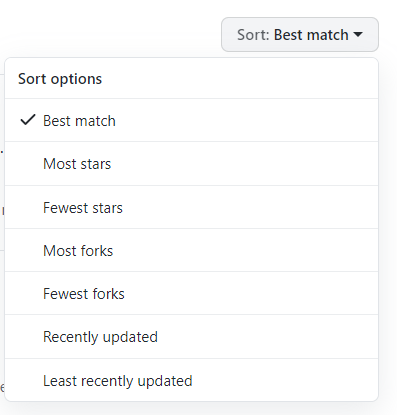 Sort: Best match
Sort options
Best match
Most stars
Fewest stars
Most forks
Fewest forks
Recently updated
Least recently updated